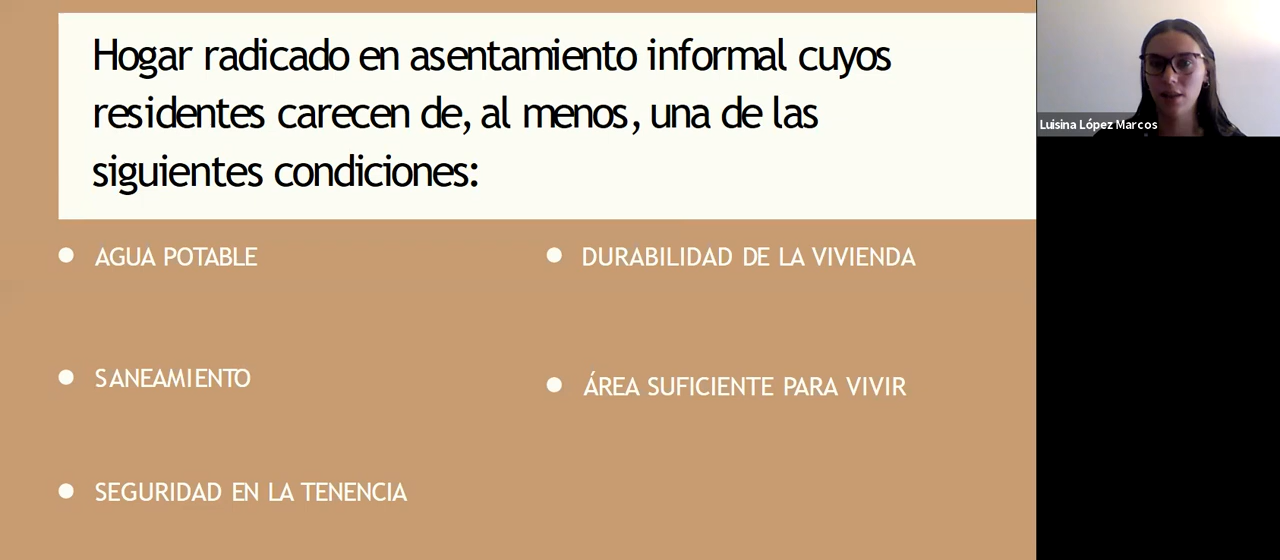 Hogar radicado en asentamiento informal cuyos
residentes carecen de, al menos, una de las
siguientes condiciones:
AGUA POTABLE
SANEAMIENTO
SEGURIDAD EN LA TENENCIA
DURABILIDAD DE LA VIVIENDA
ÁREA SUFICIENTE PARA VIVIR
Luisina López Marcos